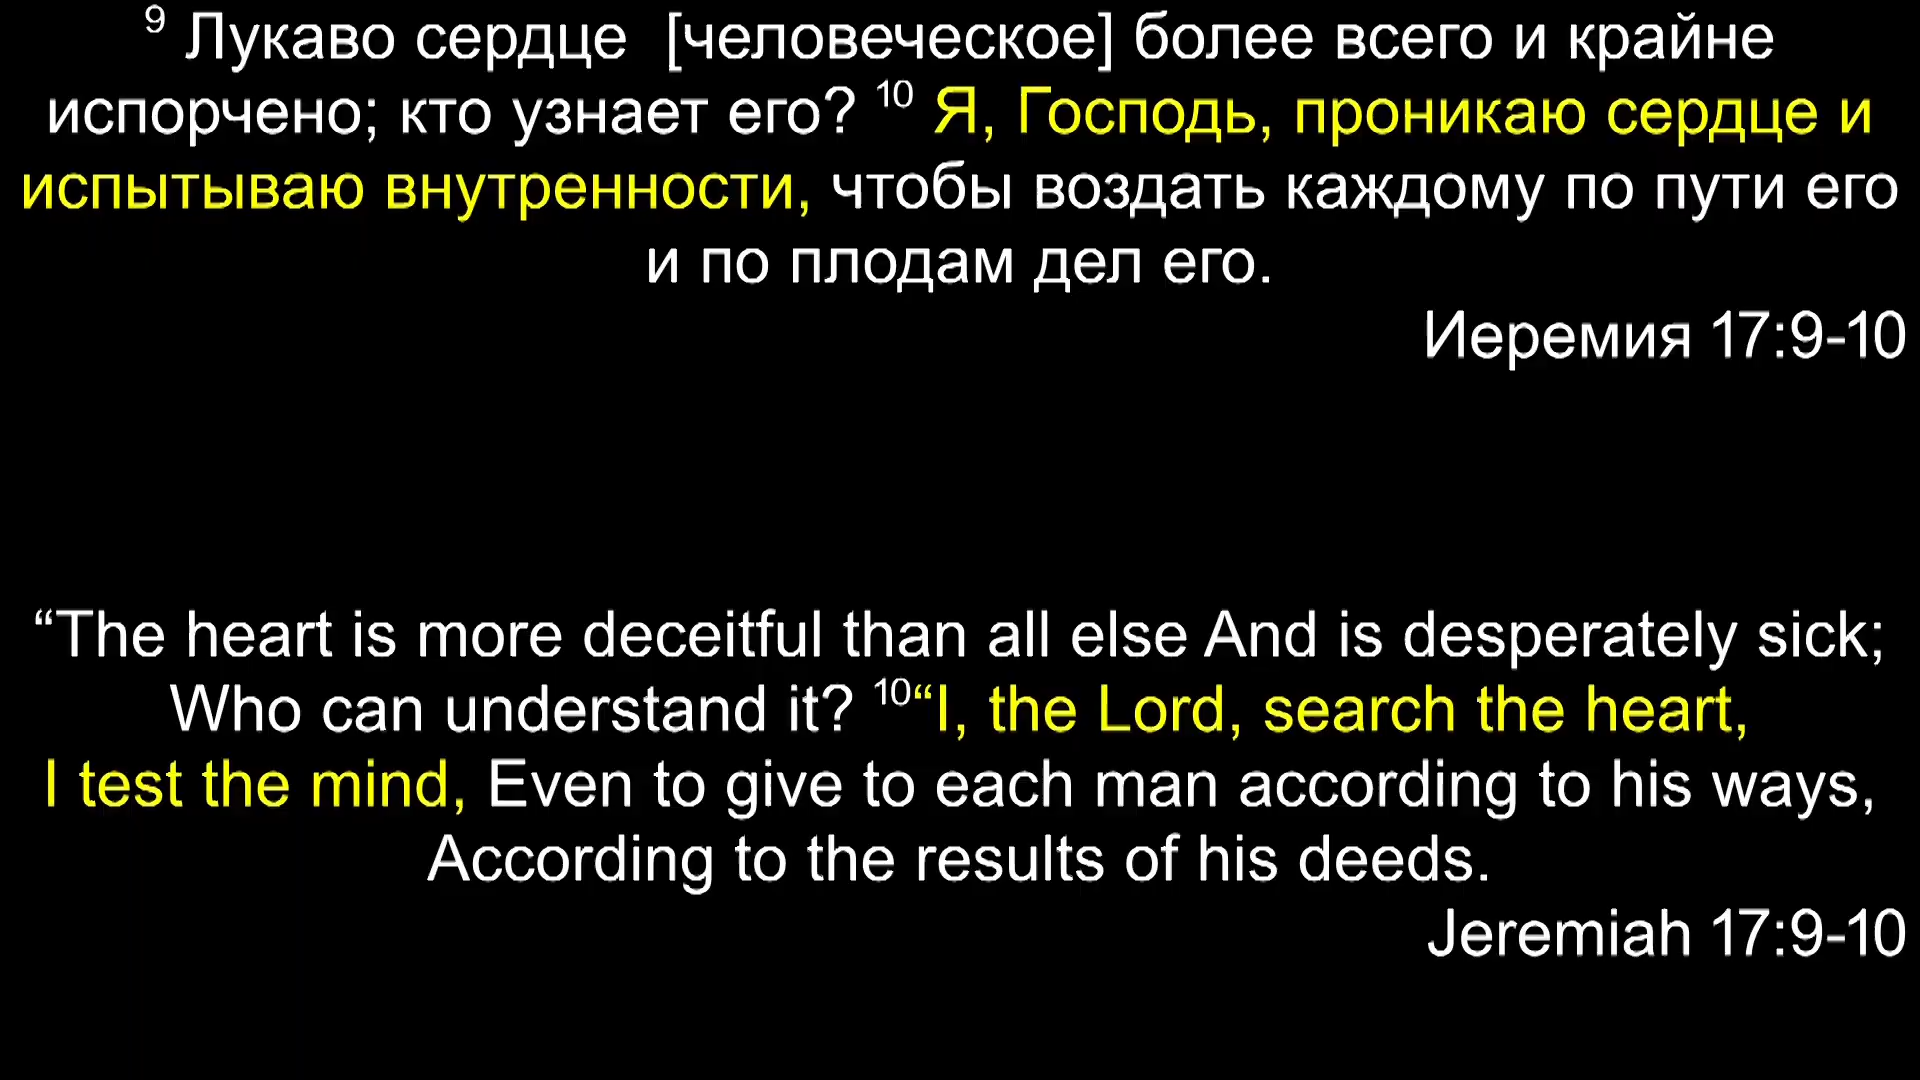 ⁹ Лукаво сердце [человеческое] более всего и крайне
испорчено; кто узнает его? ¹⁰ Я, Господь, проникаю сердце и
испытываю внутренности, чтобы воздать каждому по пути его
и по плодам дел его.
Иеремия 17:9-10
“The heart is more deceitful than all else And is desperately sick;
Who can understand it? ¹⁰“I, the Lord, search the heart,
I test the mind, Even to give to each man according to his ways,
According to the results of his deeds.
Jeremiah 17:9-10